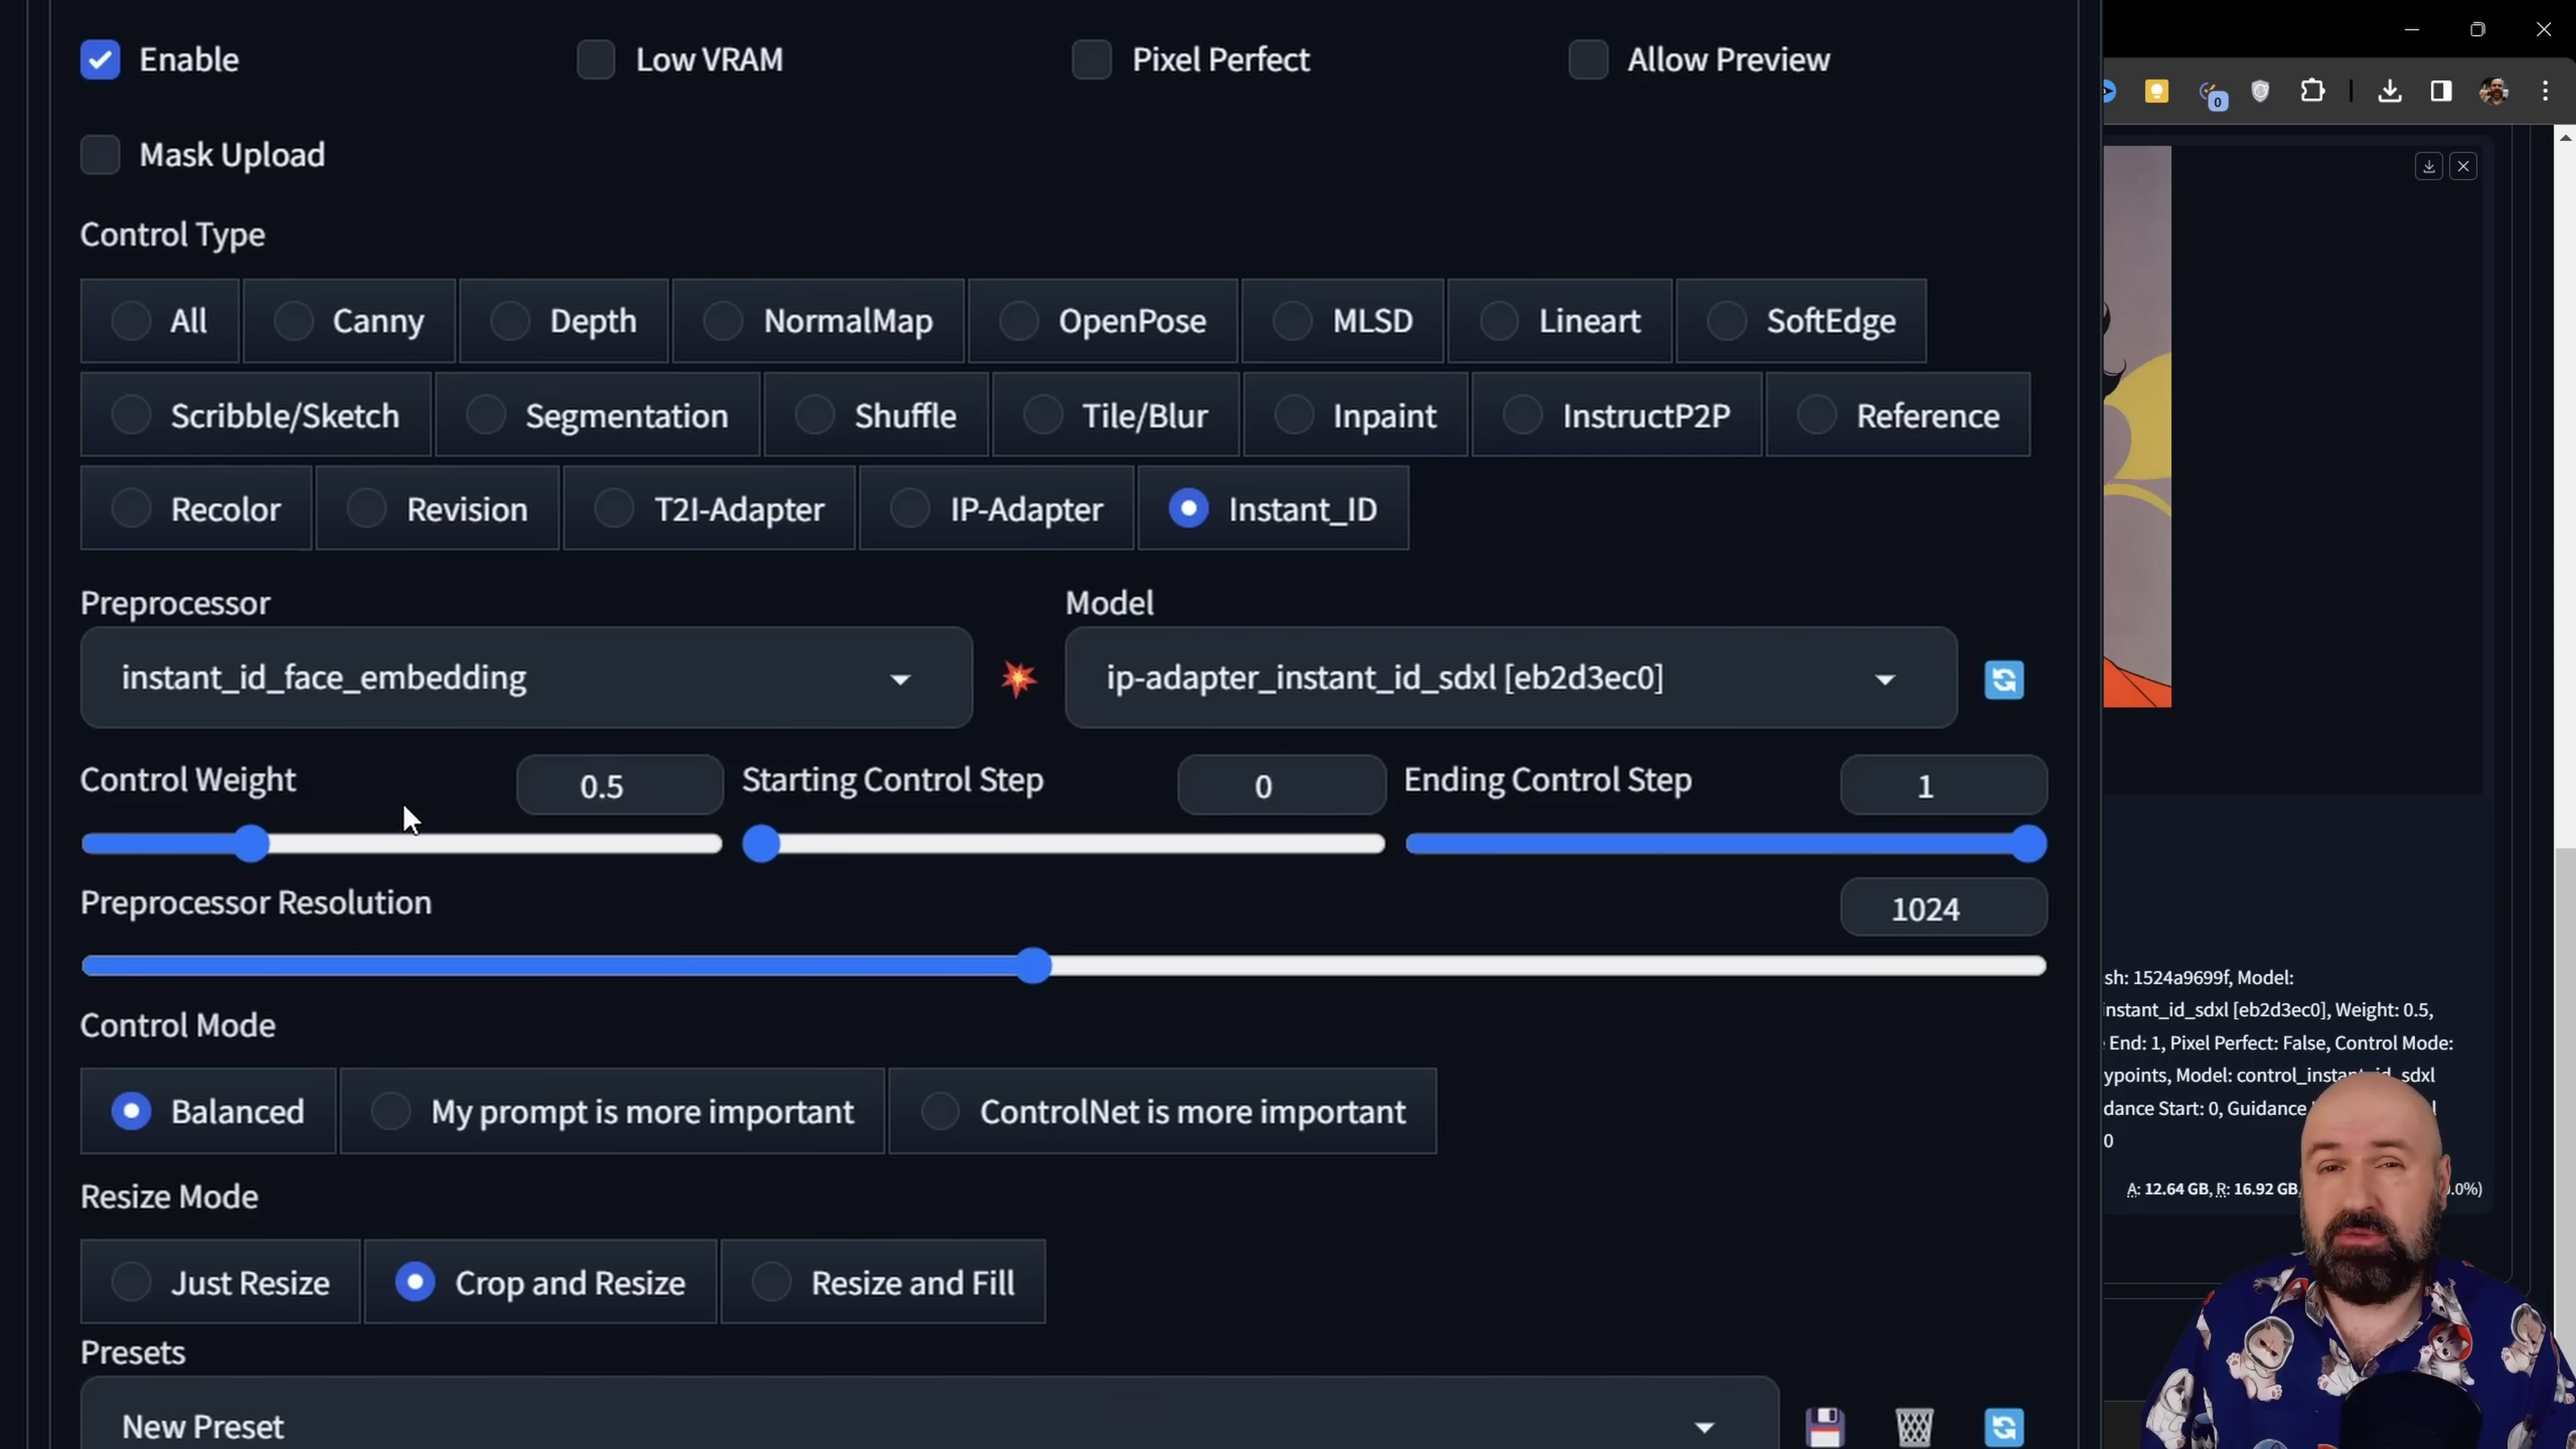 Enable Low VRAM Pixel Perfect Allow Preview
0
Mask Upload
Control Type
All Canny Depth NormalMap OpenPose MLSD Lineart SoftEdge
Scribble/Sketch Segmentation Shuffle Tile/Blur Inpaint InstructP2P Reference
Recolor Revision T2I-Adapter IP-Adapter Instant_ID
Preprocessor Model
instant_id_face_embedding ip-adapter_instant_id_sdxl [eb2d3ec0]
Control Weight 0.5 Starting Control Step 0 Ending Control Step 1
Preprocessor Resolution 1024
Control Mode
Balanced My prompt is more important ControlNet is more important
Resize Mode
Just Resize Crop and Resize Resize and Fill
Presets
New Preset
sh: 1524a9699f, Model:
instant_id_sdxl [eb2d3ec0], Weight: 0.5,
End: 1, Pixel Perfect: False, Control Mode:
ypoints, Model: control_instant_id_sdxl
dance Start: 0, Guidance
0
A: 12.64 GB, R: 16.92 GB, .0%)